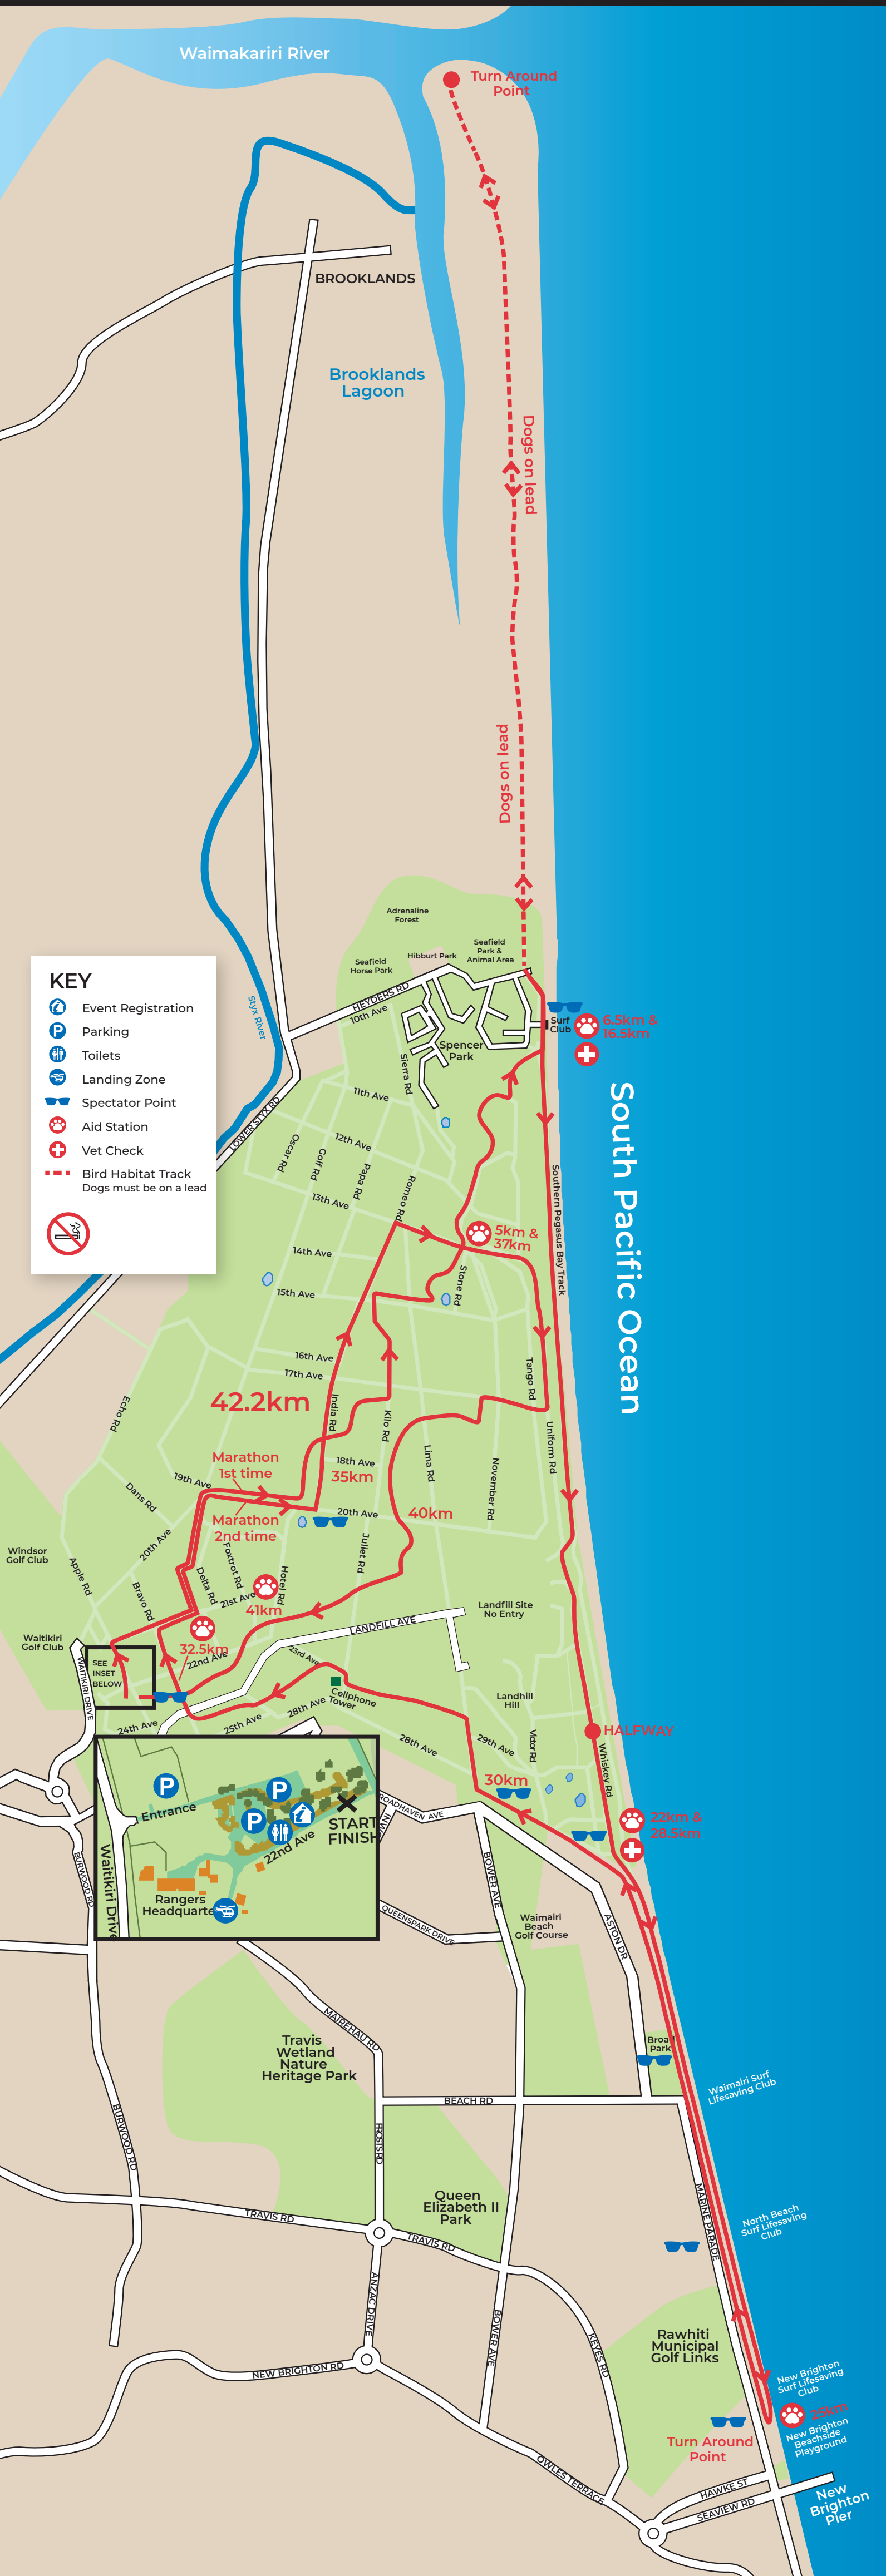 Waimakariri River
Turn Around
Point
BROOKLANDS
Brooklands
Lagoon
Dogs on lead
Dogs on lead
Adrenaline
Forest
Seafield
Park &
Animal Area
Hibburt Park
Seafield
Horse Park
HEYDERS RD
10th Ave
Spencer
Park
Surf
Club
6.5km &
16.5km
KEY
Event Registration
Parking
Toilets
Landing Zone
Spectator Point
Aid Station
Vet Check
Bird Habitat Track
Dogs must be on a lead
Styx River
LOWER STYX RD
Sierra Rd
11th Ave
12th Ave
Oscar Rd
Golf Rd
Papa Rd
13th Ave
Romeo Rd
5km &
37km
14th Ave
15th Ave
Stone Rd
Southern Pegasus Bay Track
South Pacific Ocean
16th Ave
17th Ave
Tango Rd
42.2km
Echo Rd
India Rd
Kilo Rd
Uniform Rd
Marathon
1st time
18th Ave
35km
Lima Rd
November Rd
19th Ave
Dans Rd
Marathon
2nd time
20th Ave
40km
20th Ave
Windsor
Golf Club
Apple Rd
Bravo Rd
Delta Rd
Foxtrot Rd
Hotel Rd
Juliet Rd
21st Ave
41km
Landfill Site
No Entry
LANDFILL AVE
Waitikiri
Golf Club
32.5km
22nd Ave
23rd Ave
SEE
INSET
BELOW
WAITIKIRI DRIVE
Cellphone
Tower
Landhill
Hill
24th Ave
25th Ave
28th Ave
28th Ave
29th Ave
Victor Rd
HALFWAY
Whiskey Rd
30km
22km &
28.5km
P
P
P
Entrance
START
FINISH
22nd Ave
Waitikiri Drive
Rangers
Headquarte
ROADHAVEN AVE
INW
BURWOOD RD
BOWER AVE
QUEENSPARK DRIVE
Waimairi
Beach
Golf Course
ASTON DR
MAIREHAU RD
Travis
Wetland
Nature
Heritage Park
Broad
Park
Waimairi Surf
Lifesaving Club
BEACH RD
BURWOOD RD
FROSTS RD
Queen
Elizabeth II
Park
MARINE PARADE
North Beach
Surf Lifesaving
Club
TRAVIS RD
TRAVIS RD
ANZAC DRIVE
BOWER AVE
KEYES RD
Rawhiti
Municipal
Golf Links
NEW BRIGHTON RD
New Brighton
Surf Lifesaving
Club
25km
New Brighton
Beachside
Playground
Turn Around
Point
OWLES TERRACE
HAWKE ST
SEAVIEW RD
New
Brighton
Pier